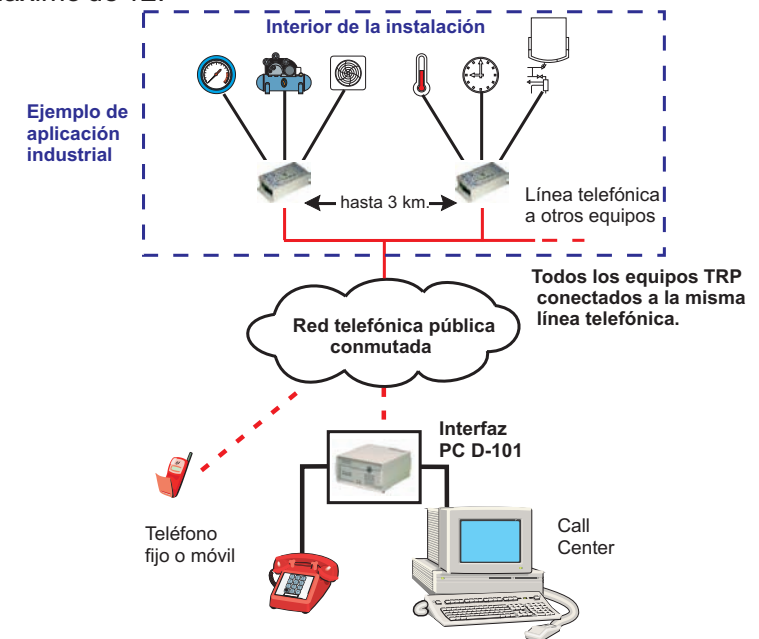 Interior de la instalación
Ejemplo de
aplicación
industrial
hasta 3 km.
Línea telefónica
a otros equipos
Todos los equipos TRP
conectados a la misma
línea telefónica.
Red telefónica pública
conmutada
Interfaz
PC D-101
Teléfono
fijo o móvil
Call
Center